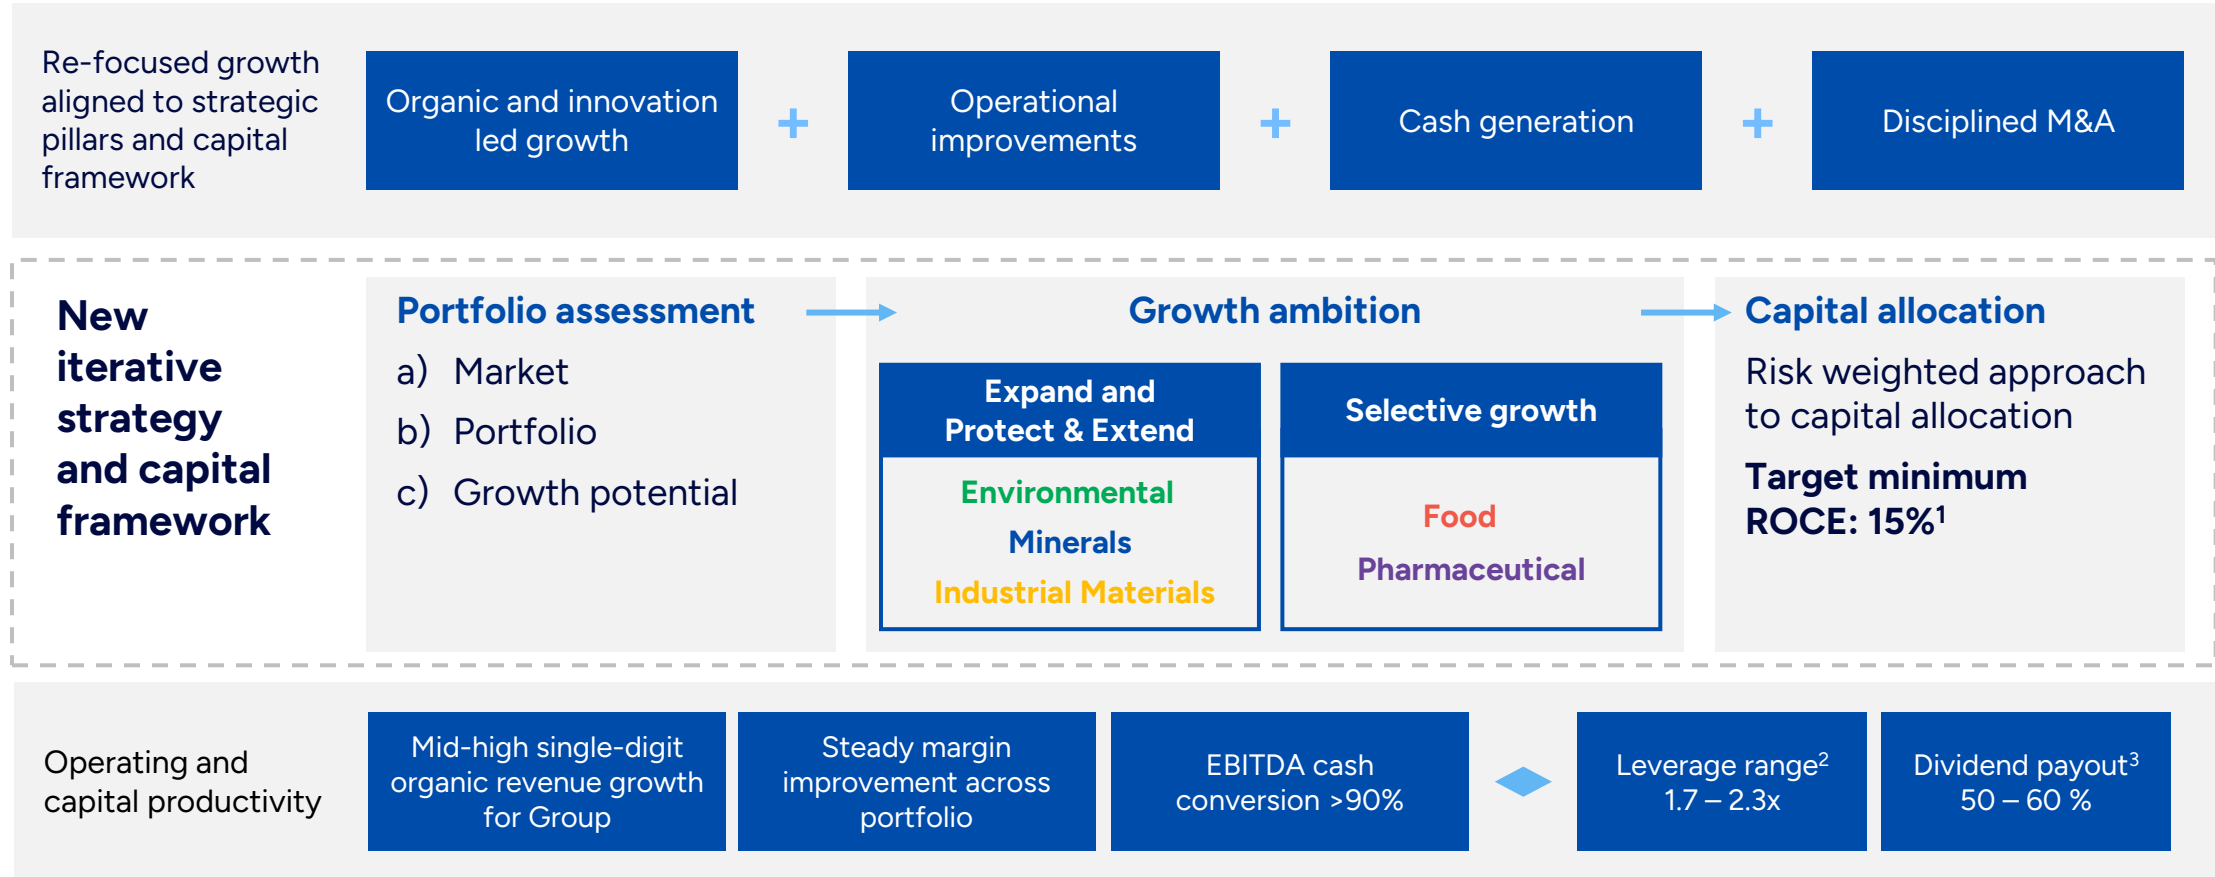 Re-focused growth
aligned to strategic
pillars and capital
framework
Organic and innovation
led growth
+
Operational
improvements
+
Cash generation
+
Disciplined M&A
New
iterative
strategy
and capital
framework
Portfolio assessment
a) Market
b) Portfolio
c) Growth potential
Growth ambition
Expand and
Protect & Extend
Environmental
Minerals
Industrial Materials
Selective growth
Food
Pharmaceutical
Capital allocation
Risk weighted approach
to capital allocation
Target minimum
ROCE: 15%¹
Operating and
capital productivity
Mid-high single-digit
organic revenue growth
for Group
Steady margin
improvement across
portfolio
EBITDA cash
conversion >90%
Leverage range²
1.7 – 2.3x
Dividend payout³
50 – 60 %